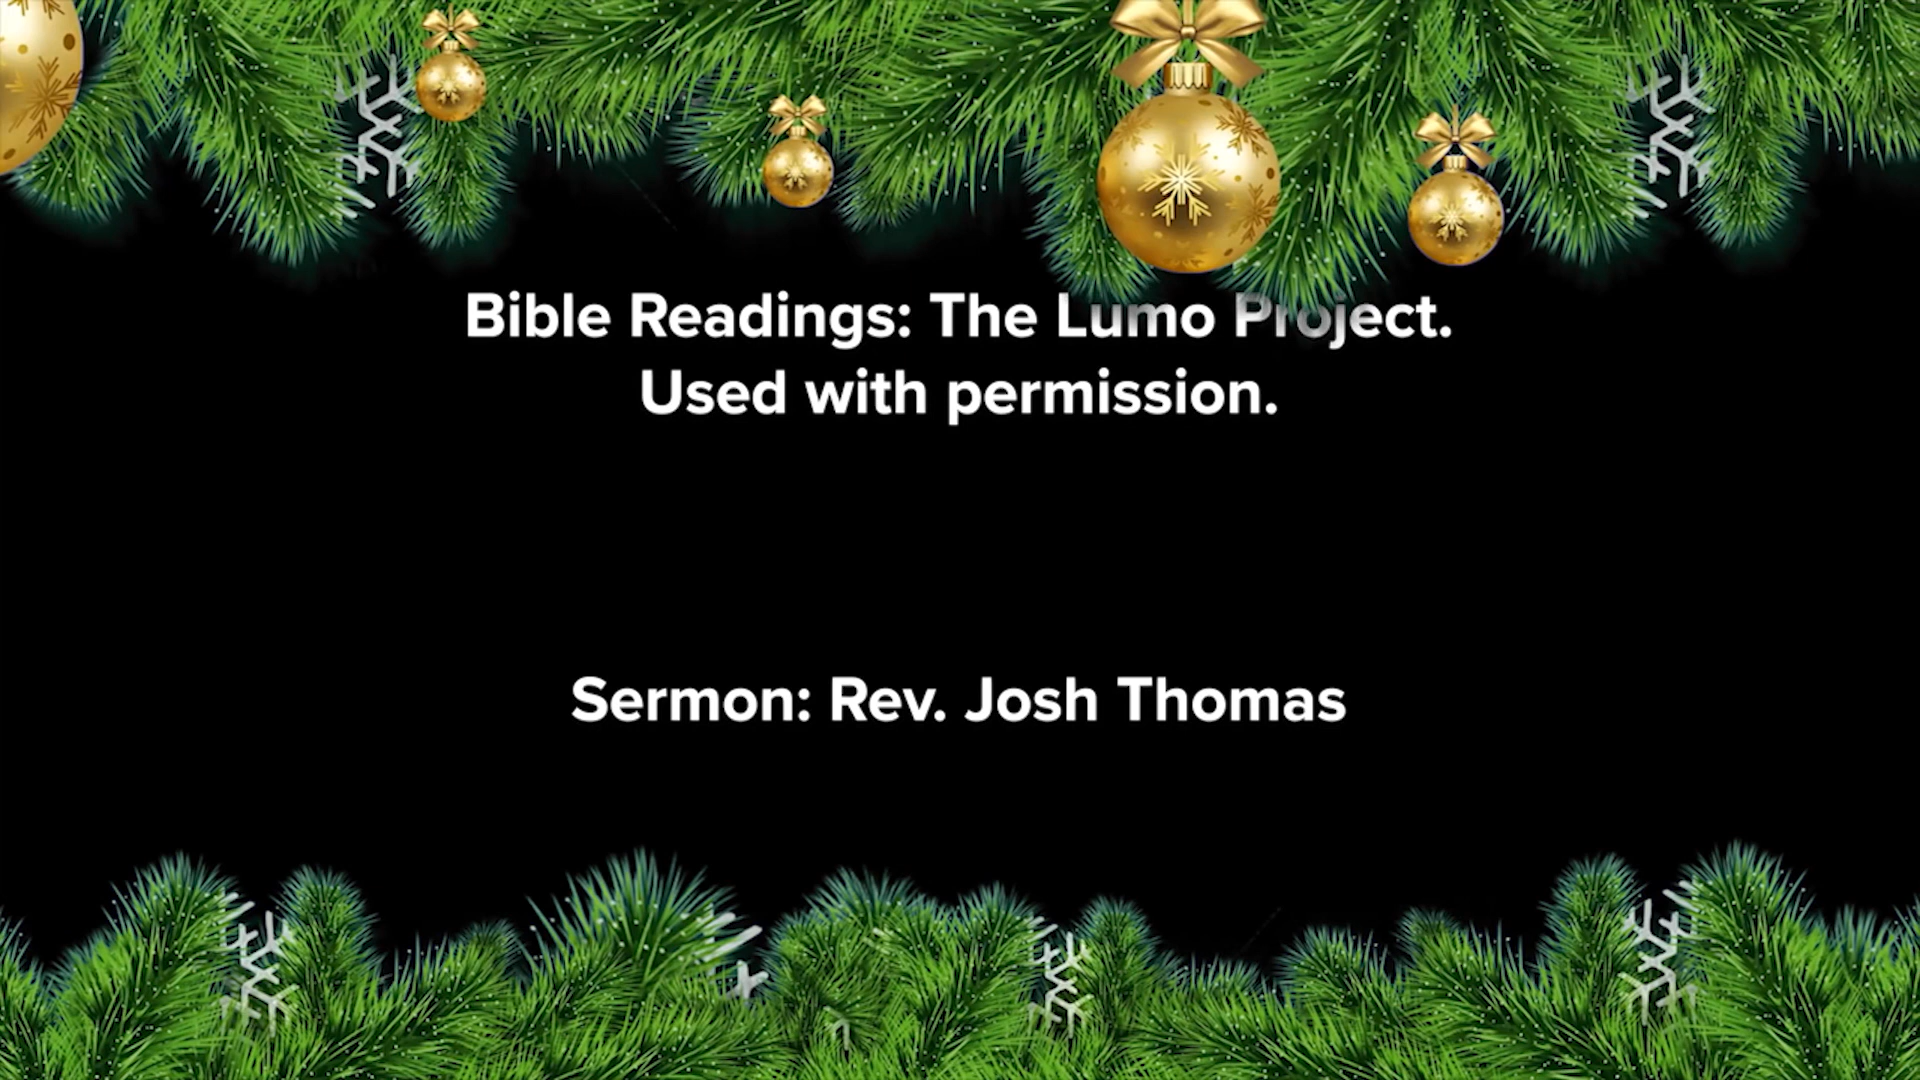 Bible Readings: The Lumo Project.
Used with permission.
Sermon: Rev. Josh Thomas